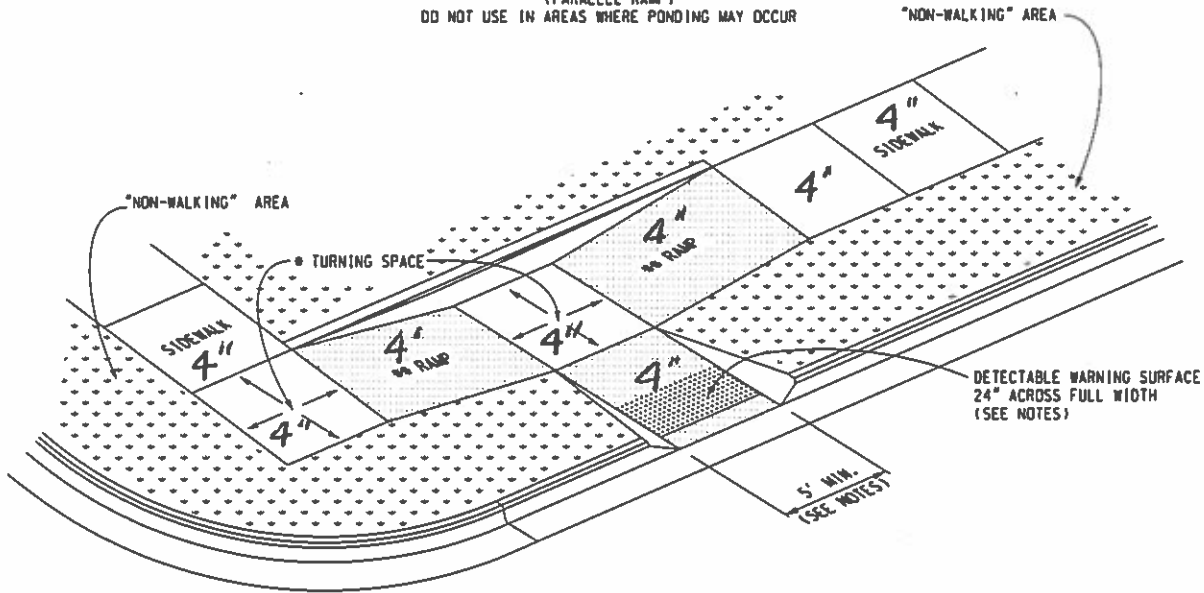 (PARALLEL RAMP)
DO NOT USE IN AREAS WHERE PONDING MAY OCCUR
"NON-WALKING" AREA
4"
SIDEWALK
4"
"NON-WALKING" AREA
4"
** RAMP
* TURNING SPACE
SIDEWALK
4"
4"
** RAMP
4"
4"
4"
DETECTABLE WARNING SURFACE
24" ACROSS FULL WIDTH
(SEE NOTES)
5' MIN.
(SEE NOTES)